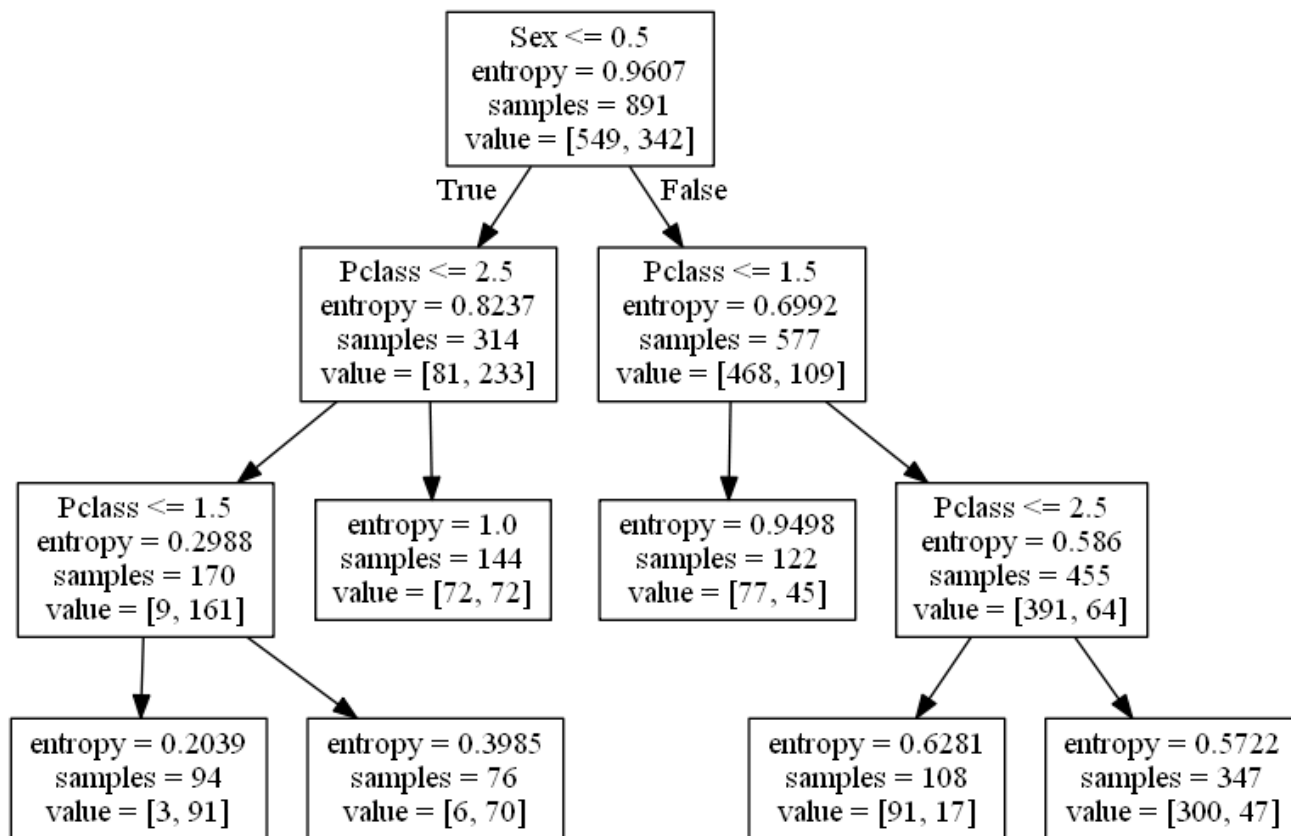 Sex <= 0.5
entropy = 0.9607
samples = 891
value = [549, 342]
True
False
Pclass <= 2.5
entropy = 0.8237
samples = 314
value = [81, 233]
Pclass <= 1.5
entropy = 0.6992
samples = 577
value = [468, 109]
Pclass <= 1.5
entropy = 0.2988
samples = 170
value = [9, 161]
entropy = 1.0
samples = 144
value = [72, 72]
entropy = 0.9498
samples = 122
value = [77, 45]
Pclass <= 2.5
entropy = 0.586
samples = 455
value = [391, 64]
entropy = 0.2039
samples = 94
value = [3, 91]
entropy = 0.3985
samples = 76
value = [6, 70]
entropy = 0.6281
samples = 108
value = [91, 17]
entropy = 0.5722
samples = 347
value = [300, 47]